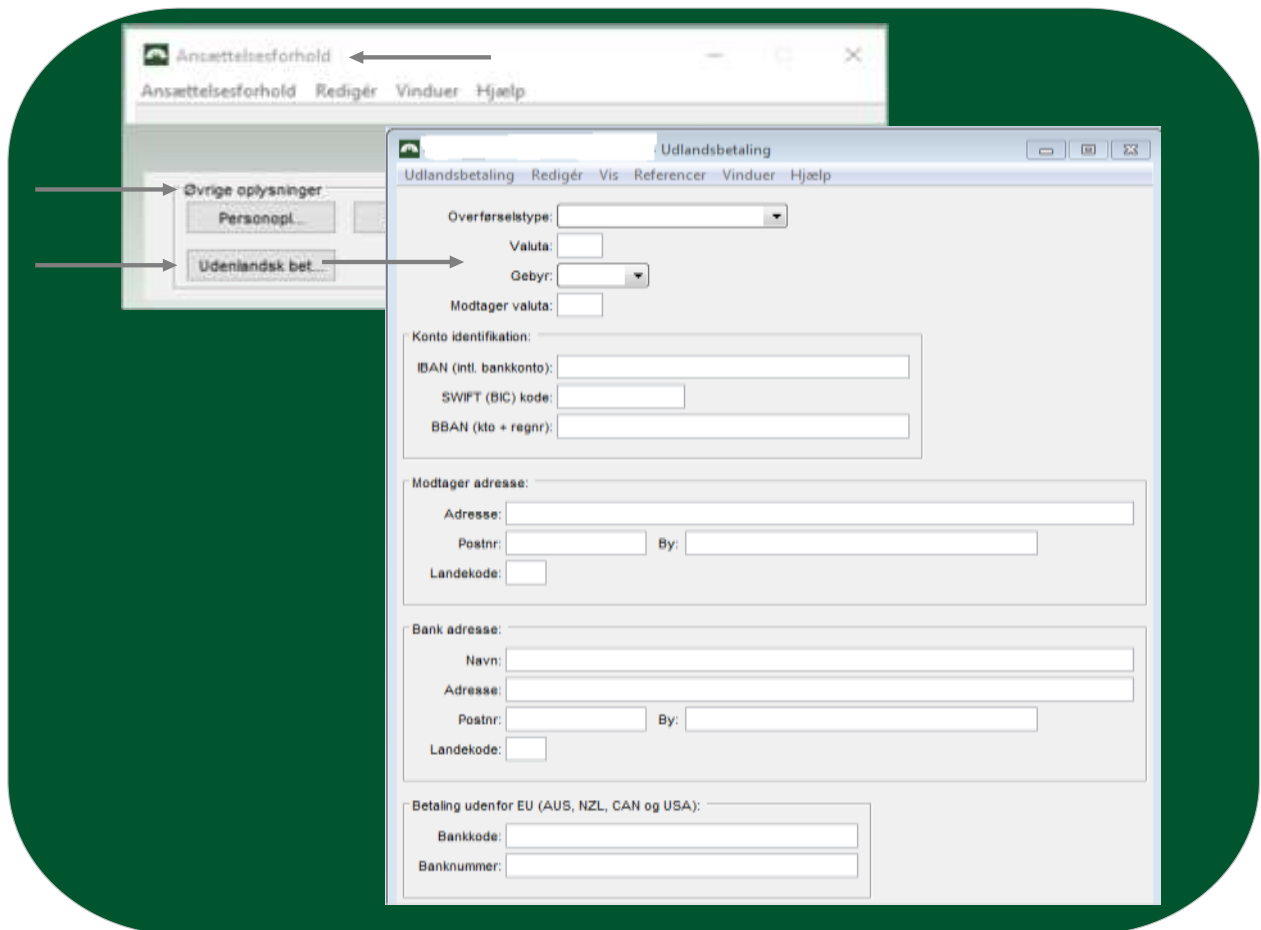 Ansættelsesforhold
Ansættelsesforhold Redigér Vinduer Hjælp
Øvrige oplysninger
Personopl...
Udenlandsk bet...
Udlandsbetaling
Udlandsbetaling Redigér Vis Referencer Vinduer Hjælp
Overførselstype:
Valuta:
Gebyr:
Modtager valuta:
Konto identifikation:
IBAN (intl. bankkonto):
SWIFT (BIC) kode:
BBAN (kto + regnr):
Modtager adresse:
Adresse:
Postnr: By:
Landekode:
Bank adresse:
Navn:
Adresse:
Postnr: By:
Landekode:
Betaling udenfor EU (AUS, NZL, CAN og USA):
Bankkode:
Banknummer: